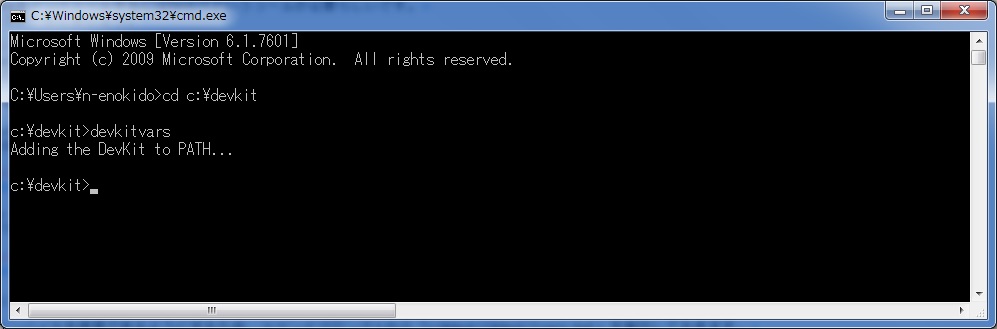 C:¥Windows¥system32¥cmd.exe
Microsoft Windows [Version 6.1.7601]
Copyright (c) 2009 Microsoft Corporation.  All rights reserved.
C:¥Users¥n-enokido>cd c:¥devkit
c:¥devkit>devkitvars
Adding the DevKit to PATH...
c:¥devkit>